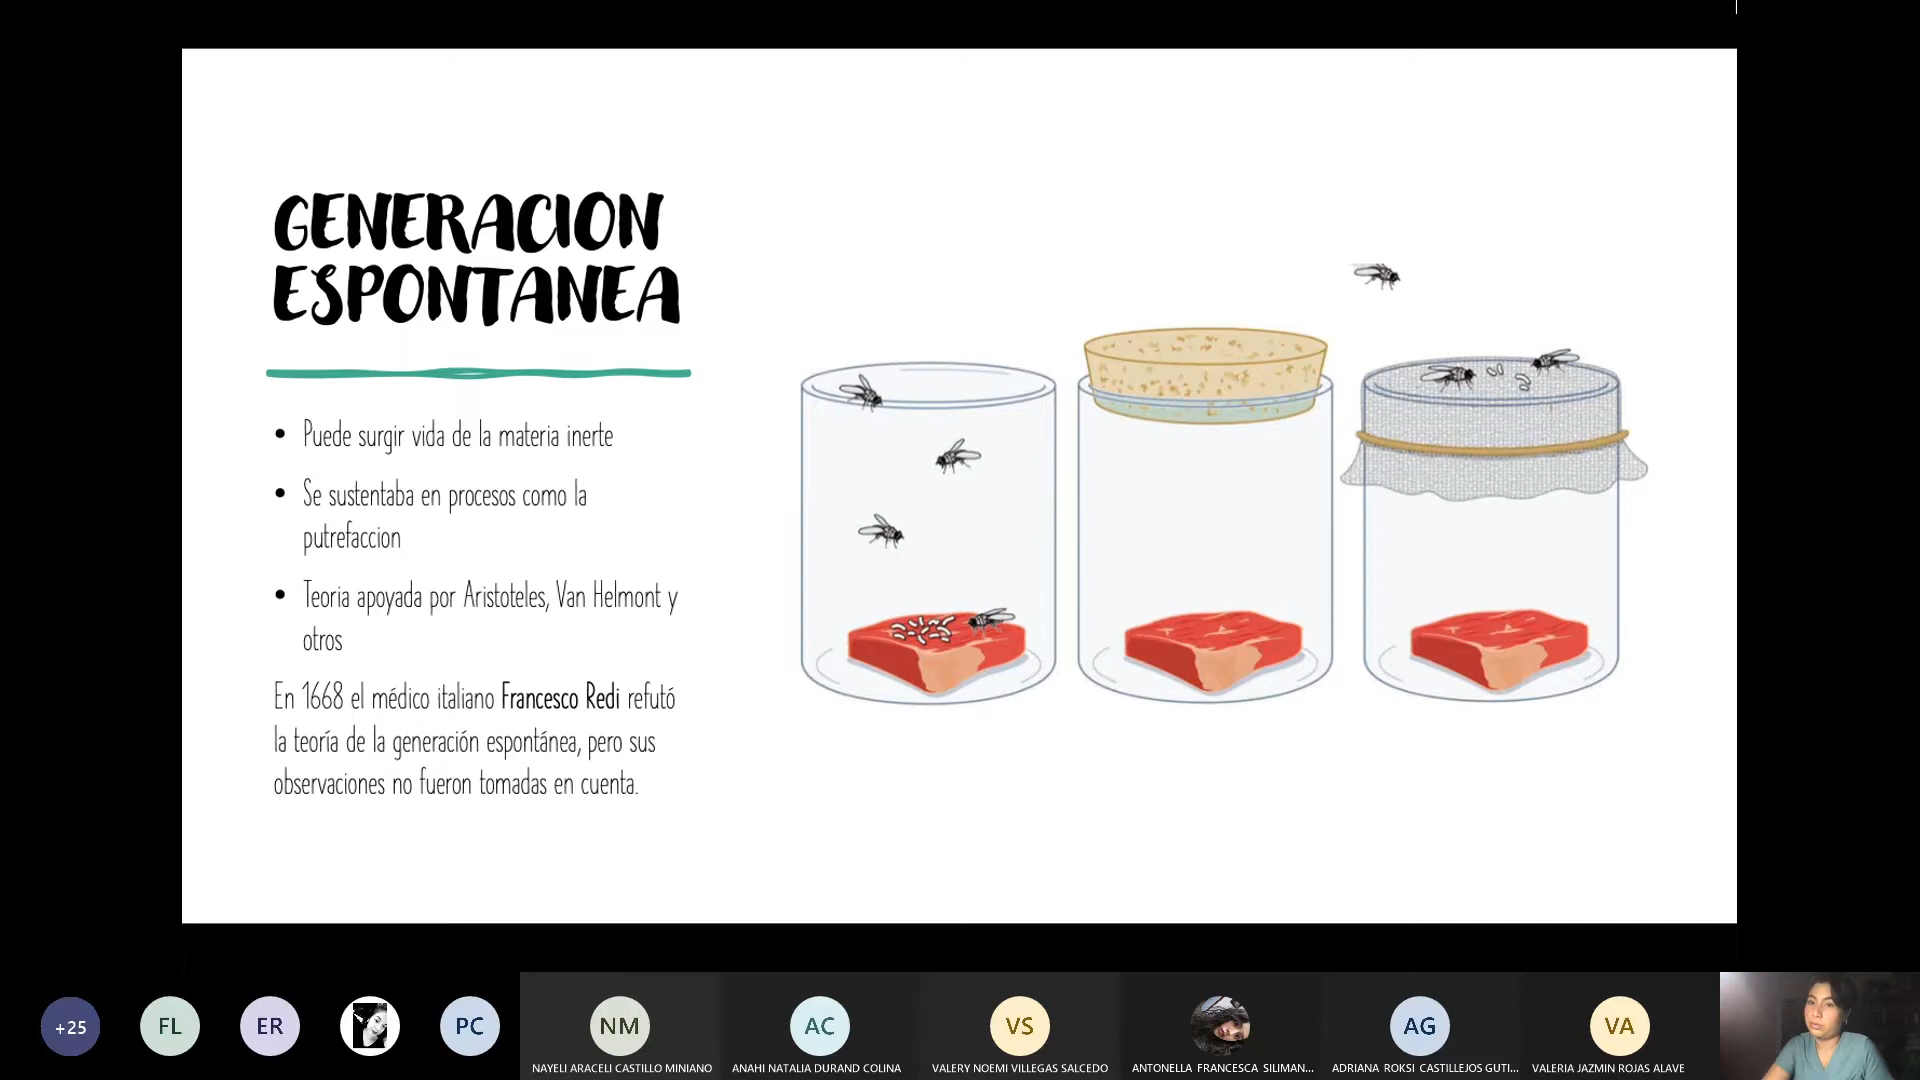 GENERACION
ESPONTANEA
• Puede surgir vida de la materia inerte
• Se sustentaba en procesos como la
putrefaccion
• Teoria apoyada por Aristoteles, Van Helmont y
otros
En 1668 el médico italiano Francesco Redi refutó
la teoría de la generación espontánea, pero sus
observaciones no fueron tomadas en cuenta.
+25
FL
ER
PC
NM
AC
VS
AG
VA
NAYELI ARACELI CASTILLO MINIANO
ANAHI NATALIA DURAND COLINA
VALERY NOEMI VILLEGAS SALCEDO
ANTONELLA FRANCESCA SILIMAN...
ADRIANA ROKSI CASTILLEJOS GUTI...
VALERIA JAZMIN ROJAS ALAVE